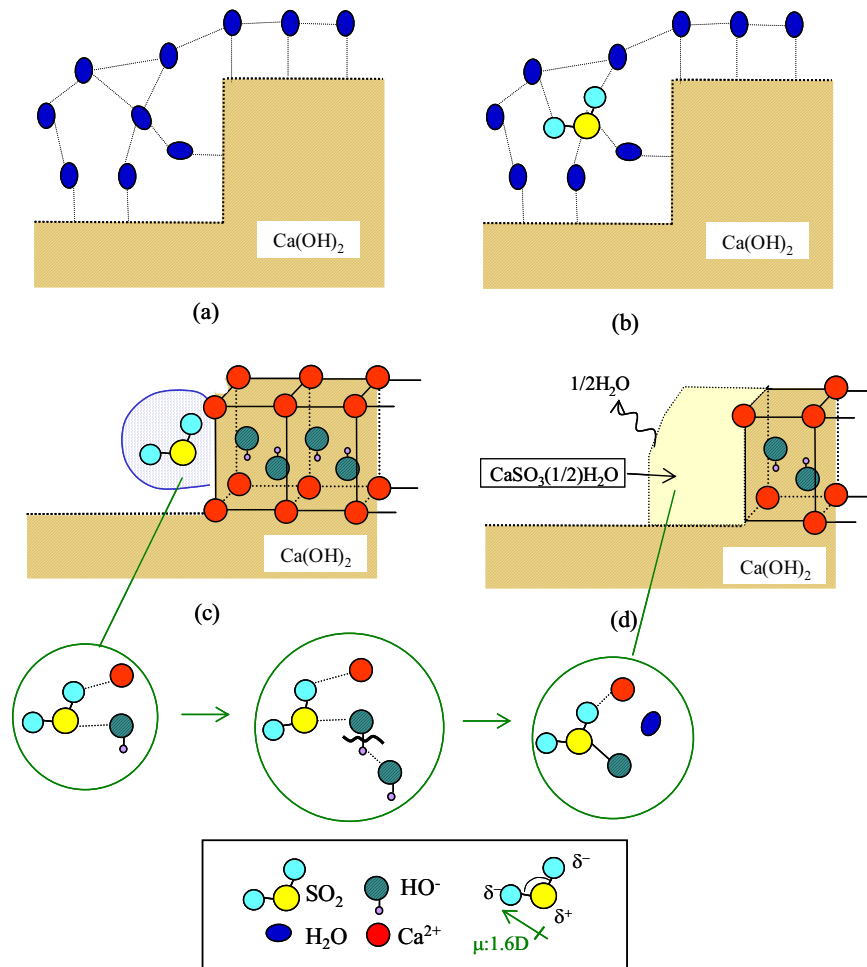 Ca(OH)₂
(a)
Ca(OH)₂
(b)
1/2H₂O
CaSO₃(1/2)H₂O
Ca(OH)₂
Ca(OH)₂
(c)
(d)
SO₂
HO⁻
δ⁻
δ⁻
δ⁺
H₂O
Ca²⁺
μ:1.6D